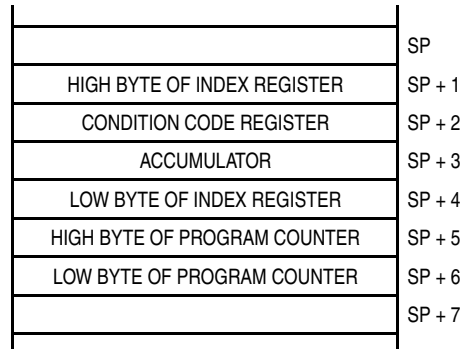 SP
HIGH BYTE OF INDEX REGISTER SP + 1
CONDITION CODE REGISTER SP + 2
ACCUMULATOR SP + 3
LOW BYTE OF INDEX REGISTER SP + 4
HIGH BYTE OF PROGRAM COUNTER SP + 5
LOW BYTE OF PROGRAM COUNTER SP + 6
SP + 7